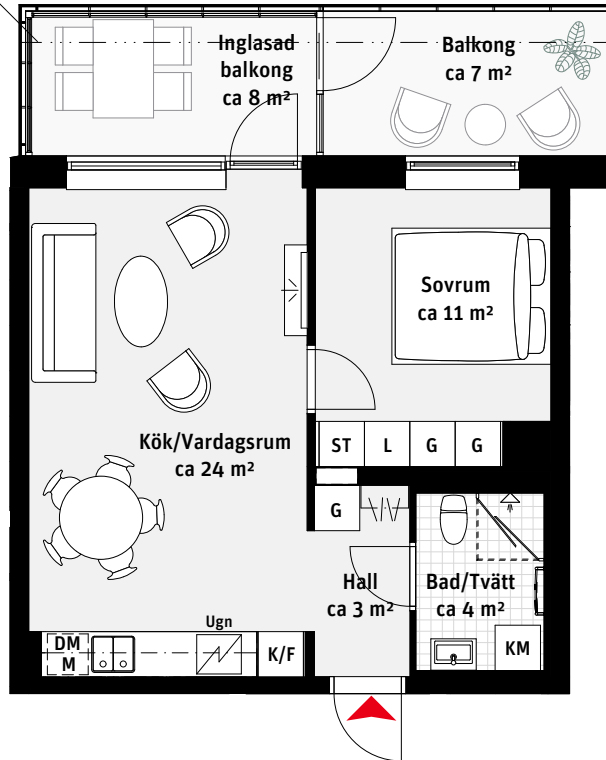 Inglasad
balkong
ca 8 m²
Balkong
ca 7 m²
Sovrum
ca 11 m²
Kök/Vardagsrum
ca 24 m²
ST L G G
G
Hall
ca 3 m²
Bad/Tvätt
ca 4 m²
Ugn
DM
M
K/F
KM